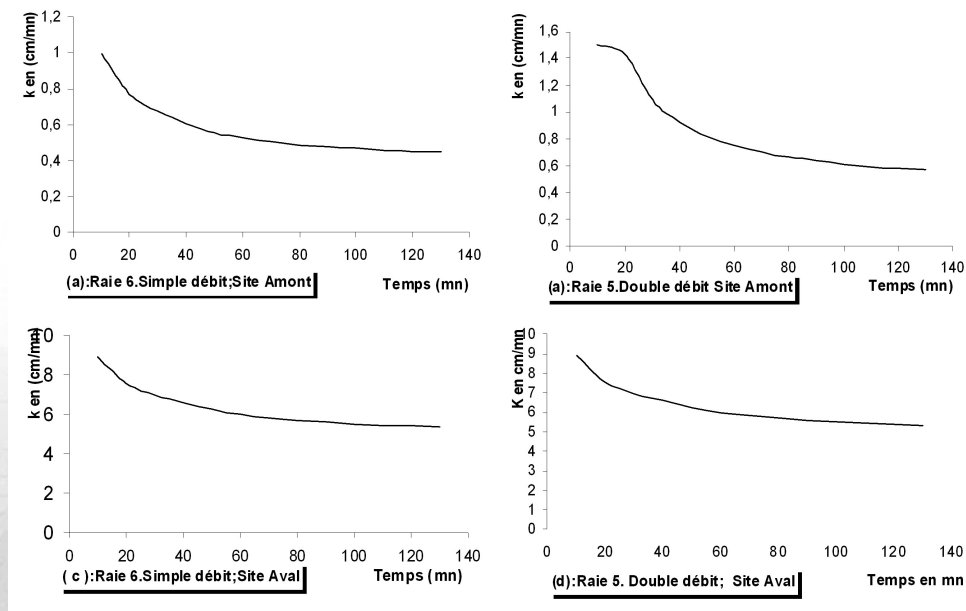 k en (cm/mn)
1,2
1
0,8
0,6
0,4
0,2
0
0 20 40 60 80 100 120 140
(a):Raie 6.Simple débit;Site Amont
Temps (mn)
k en (cm/mn)
1,6
1,4
1,2
1
0,8
0,6
0,4
0,2
0
0 20 40 60 80 100 120 140
(a):Raie 5.Double débit Site Amont
Temps (mn)
k en (cm/mn)
10
8
6
4
2
0
0 20 40 60 80 100 120 140
( c ):Raie 6.Simple débit;Site Aval
Temps (mn)
K en cm/mn
10
9
8
7
6
5
4
3
2
1
0
0 20 40 60 80 100 120 140
(d):Raie 5. Double débit; Site Aval
Temps en mn